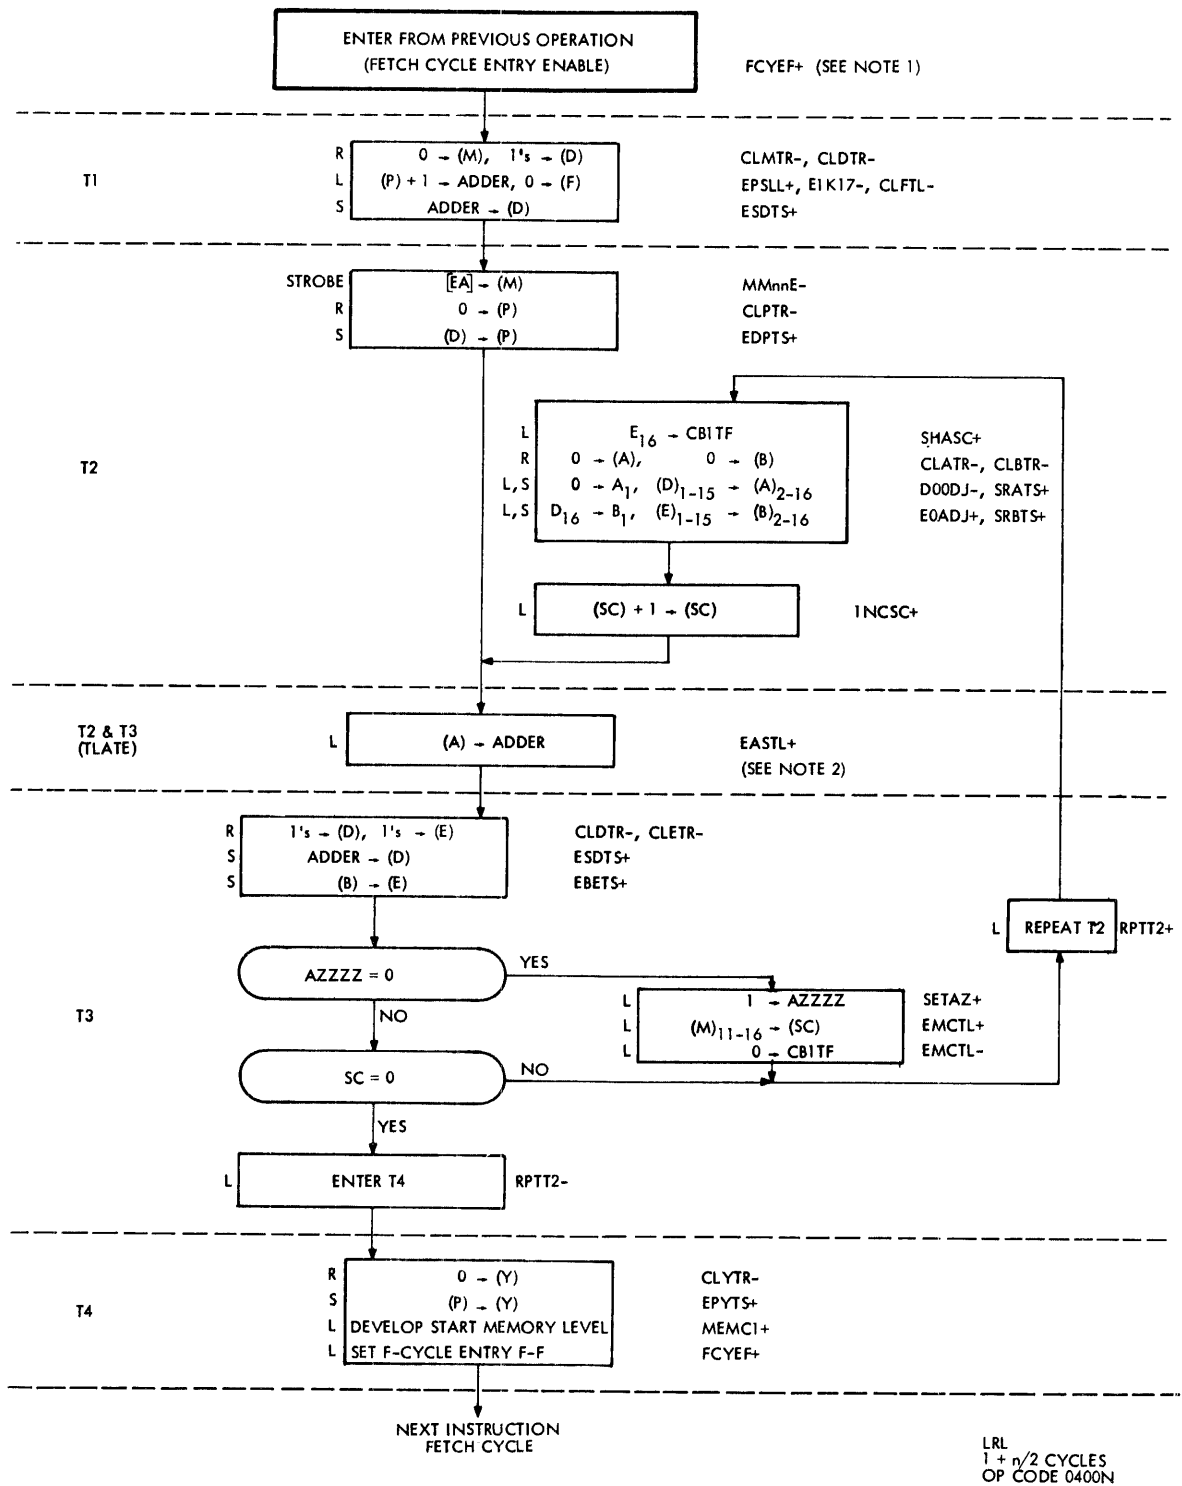 ENTER FROM PREVIOUS OPERATION
(FETCH CYCLE ENTRY ENABLE)
FCYEF+ (SEE NOTE 1)
T1
R 0 → (M), 1's → (D) CLMTR-, CLDTR-
L (P) + 1 → ADDER, 0 → (F) EPSLL+, E1K17-, CLFTL-
S ADDER → (D) ESDTS+
STROBE [EA] → (M) MMnnE-
R 0 → (P) CLPTR-
S (D) → (P) EDPTS+
T2
L E16 → CB1TF SHASC+
R 0 → (A), 0 → (B) CLATR-, CLBTR-
L,S 0 → A1, (D)1-15 → (A)2-16 D00DJ-, SRATS+
L,S D16 → B1, (E)1-15 → (B)2-16 E0ADJ+, SRBTS+
L (SC) + 1 → (SC) 1NCSC+
T2 & T3
(TLATE)
L (A) → ADDER EASTL+
(SEE NOTE 2)
R 1's → (D), 1's → (E) CLDTR-, CLETR-
S ADDER → (D) ESDTS+
S (B) → (E) EBETS+
L REPEAT T2 RPTT2+
AZZZZ = 0
YES
NO
T3
L 1 → AZZZZ SETAZ+
L (M)11-16 → (SC) EMCTL+
L 0 → CB1TF EMCTL-
SC = 0
NO
YES
L ENTER T4 RPTT2-
T4
R 0 → (Y) CLYTR-
S (P) → (Y) EPYTS+
L DEVELOP START MEMORY LEVEL MEMC1+
L SET F-CYCLE ENTRY F-F FCYEF+
NEXT INSTRUCTION
FETCH CYCLE
LRL
1 + n/2 CYCLES
OP CODE 0400N